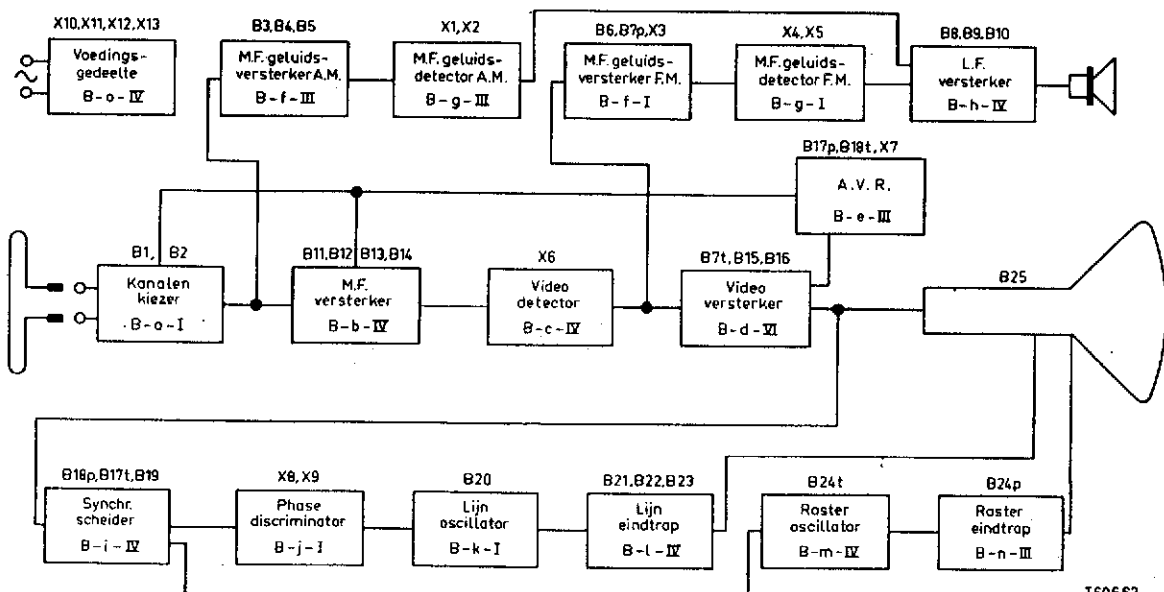 X10, X11, X12, X13
Voedings-
gedeelte
B-o-IV
B3, B4, B5
M.F. geluids-
versterker A.M.
B-f-III
X1, X2
M.F. geluids-
detector A.M.
B-g-III
B6, B7p, X3
M.F. geluids-
versterker F.M.
B-f-I
X4, X5
M.F. geluids-
detector F.M.
B-g-I
B8, B9, B10
L.F.
versterker
B-h-IV
B17p, B18t, X7
A.V.R.
B-e-III
B1, B2
Kanalen
kiezer
B-a-I
B11, B12 B13, B14
M.F.
versterker
B-b-IV
X6
Video
detector
B-c-IV
B7t, B15, B16
Video
versterker
B-d-VI
B25
B18p, B17t, B19
Synchr.
scheider
B-i-IV
X8, X9
Phase
discriminator
B-j-I
B20
Lijn
oscillator
B-k-I
B21, B22, B23
Lijn
eindtrap
B-l-IV
B24t
Raster
oscillator
B-m-IV
B24p
Raster
eindtrap
B-n-III